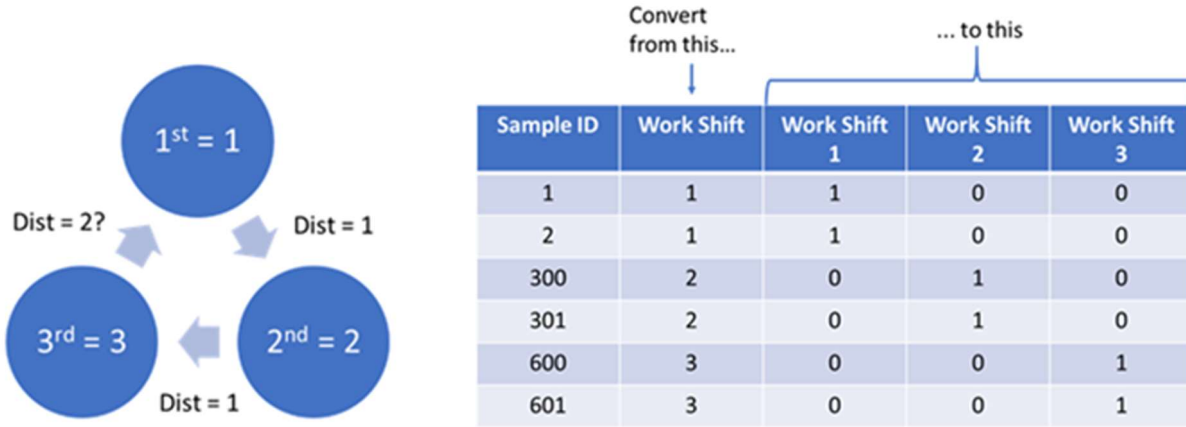 Convert
from this...
... to this
1st = 1
Dist = 2?
Dist = 1
3rd = 3
2nd = 2
Dist = 1
Sample ID Work Shift Work Shift 1 Work Shift 2 Work Shift 3
1 1 1 0 0
2 1 1 0 0
300 2 0 1 0
301 2 0 1 0
600 3 0 0 1
601 3 0 0 1